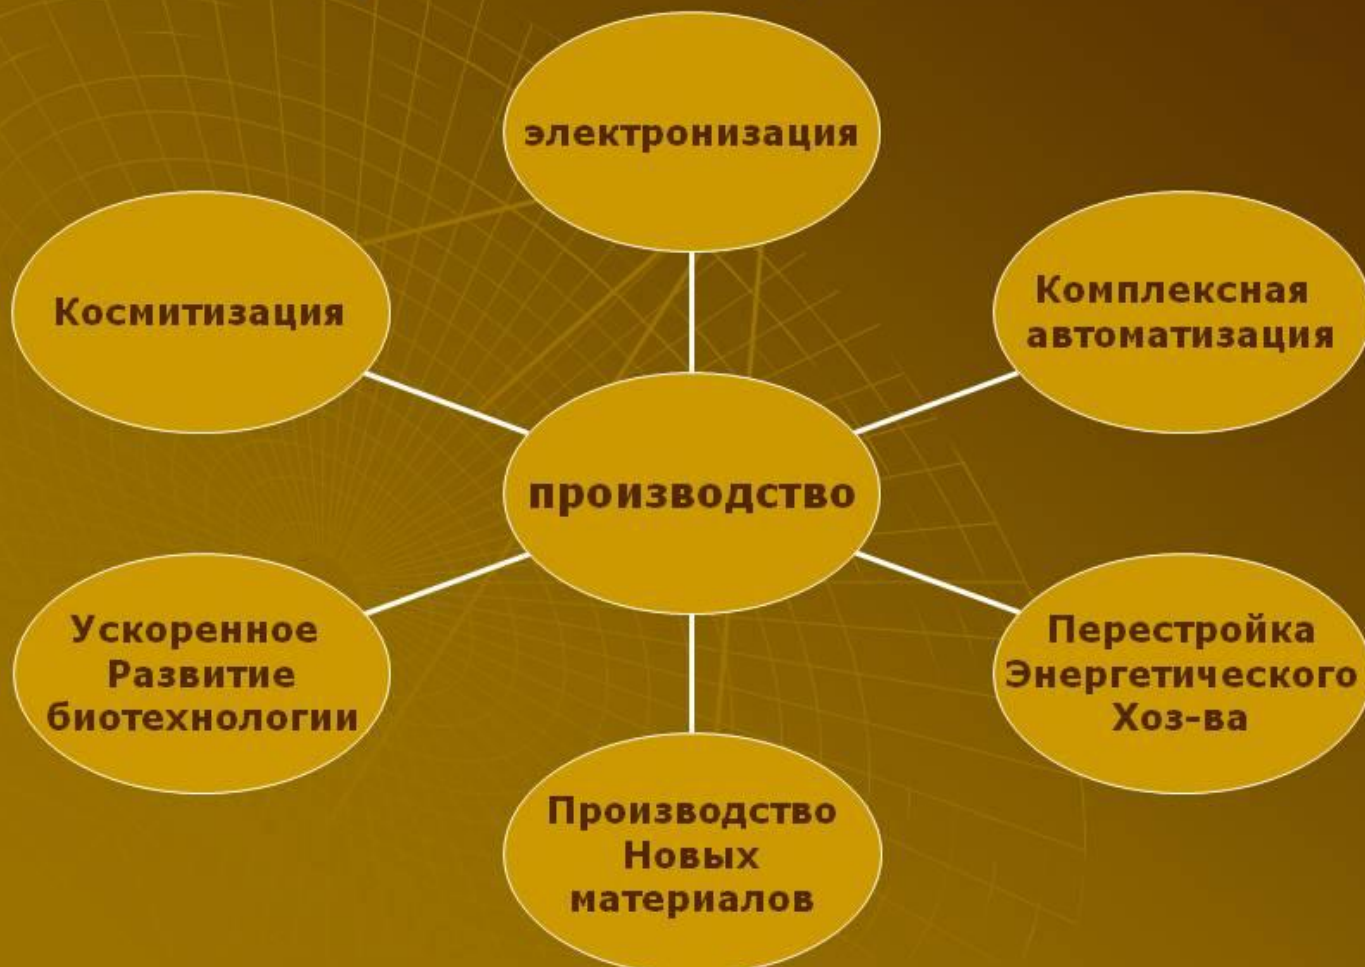 электронизация
Космитизация
Комплексная
автоматизация
производство
Ускоренное
Развитие
биотехнологии
Перестройка
Энергетического
Хоз-ва
Производство
Новых
материалов